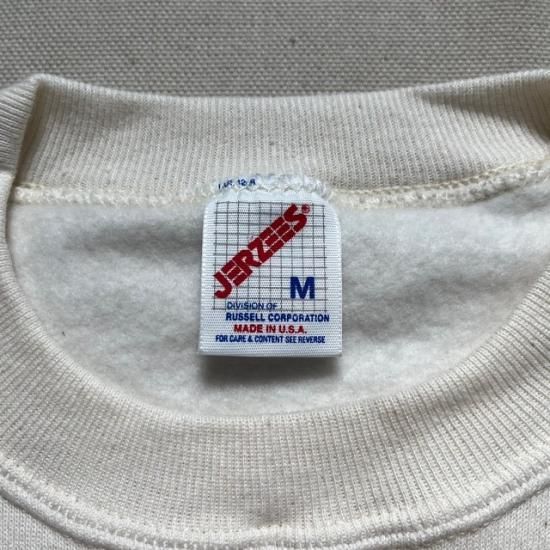 JERZEES®
M
DIVISION OF
RUSSELL CORPORATION
MADE IN U.S.A.
FOR CARE & CONTENT SEE REVERSE